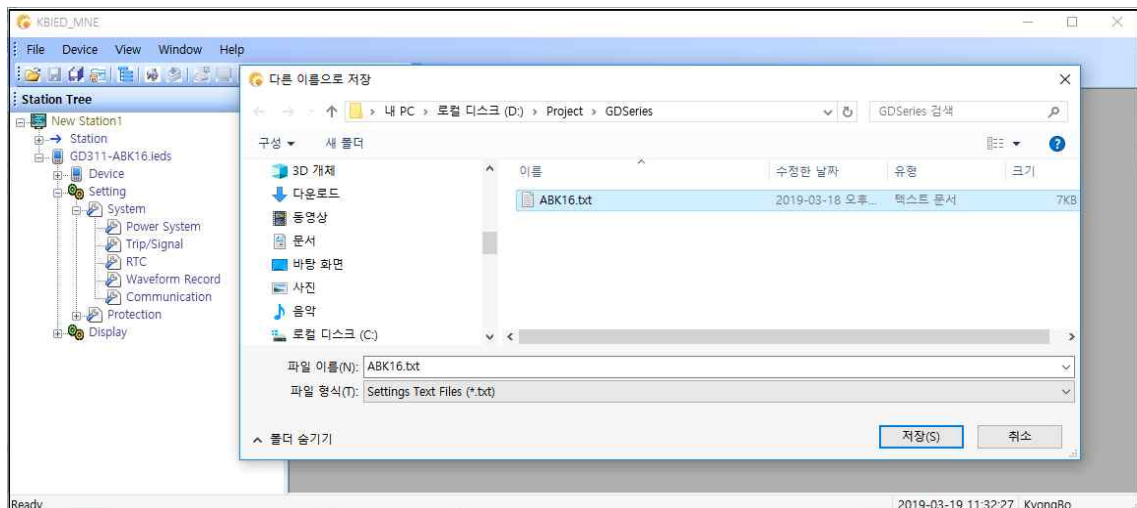 KBIED_MNE
File Device View Window Help
다른 이름으로 저장
Station Tree
New Station1
Station
GD311-ABK16.ieds
Device
Setting
System
Power System
Trip/Signal
RTC
Waveform Record
Communication
Protection
Display
내 PC > 로컬 디스크 (D:) > Project > GDSeries
GDSeries 검색
구성 새 폴더
3D 개체
다운로드
동영상
문서
바탕 화면
사진
음악
로컬 디스크 (C:)
이름 수정한 날짜 유형 크기
ABK16.txt 2019-03-18 오후... 텍스트 문서 7KB
파일 이름(N): ABK16.txt
파일 형식(T): Settings Text Files (*.txt)
폴더 숨기기
저장(S) 취소
Ready 2019-03-19 11:32:27 KyongBo